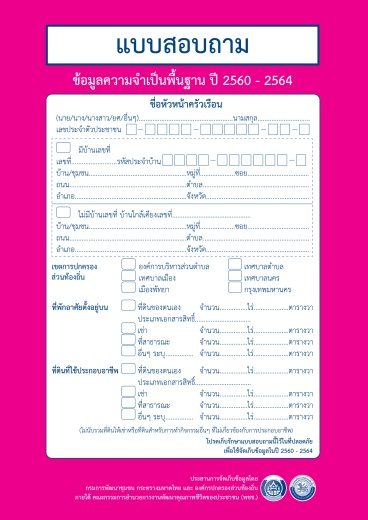 แบบสอบถาม
ข้อมูลความจำเป็นพื้นฐาน ปี 2560 - 2564
ชื่อหัวหน้าครัวเรือน
(นาย/นาง/นางสาว/ยศ/อื่นๆ)..............................นามสกุล..............................
เลขประจำตัวประชาชน
มีบ้านเลขที่
เลขที่....................รหัสประจำบ้าน
บ้าน/ชุมชน..............................หมู่ที่....................ซอย....................
ถนน..............................ตำบล..............................
อำเภอ..............................จังหวัด..............................
ไม่มีบ้านเลขที่ บ้านใกล้เคียงเลขที่..............................
บ้าน/ชุมชน..............................หมู่ที่....................ซอย....................
ถนน..............................ตำบล..............................
อำเภอ..............................จังหวัด..............................
เขตการปกครอง องค์การบริหารส่วนตำบล เทศบาลตำบล
ส่วนท้องถิ่น เทศบาลเมือง เทศบาลนคร
เมืองพัทยา กรุงเทพมหานคร
ที่พักอาศัยตั้งอยู่บน ที่ดินของตนเอง จำนวน............ไร่............ตารางวา
ประเภทเอกสารสิทธิ์..............................
เช่า จำนวน............ไร่............ตารางวา
ที่สาธารณะ จำนวน............ไร่............ตารางวา
อื่นๆ ระบุ............ จำนวน............ไร่............ตารางวา
ที่ดินที่ใช้ประกอบอาชีพ ที่ดินของตนเอง จำนวน............ไร่............ตารางวา
ประเภทเอกสารสิทธิ์..............................
เช่า จำนวน............ไร่............ตารางวา
ที่สาธารณะ จำนวน............ไร่............ตารางวา
อื่นๆ ระบุ............ จำนวน............ไร่............ตารางวา
(ไม่นับรวมที่ดินให้เช่าหรือที่ดินสำหรับการทำกิจกรรมอื่นๆ ที่ไม่เกี่ยวข้องกับการประกอบอาชีพ)
โปรดเก็บรักษาแบบสอบถามนี้ไว้ในที่ปลอดภัย
เพื่อใช้จัดเก็บข้อมูลในปี 2560 - 2564
ประสานการจัดเก็บข้อมูลโดย
กรมการพัฒนาชุมชน กระทรวงมหาดไทย และ องค์กรปกครองส่วนท้องถิ่น
ภายใต้ คณะกรรมการอำนวยการงานพัฒนาคุณภาพชีวิตของประชาชน (พชช.)